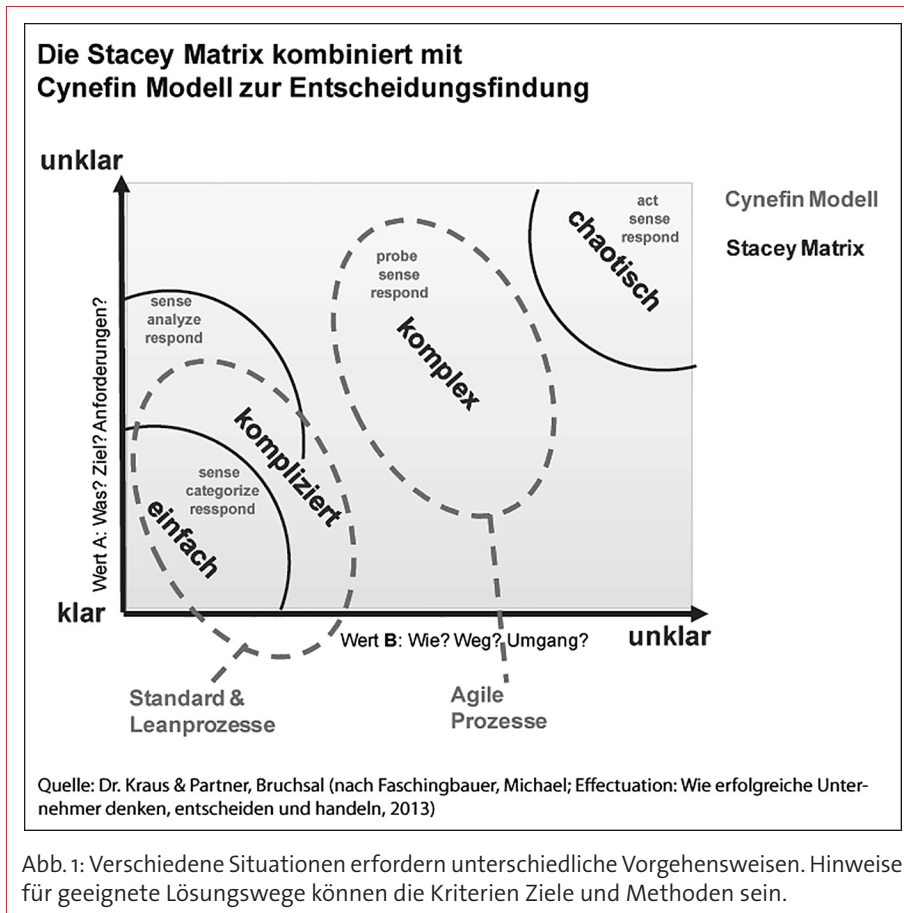 Die Stacey Matrix kombiniert mit
Cynefin Modell zur Entscheidungsfindung
unklar
Cynefin Modell
Stacey Matrix
act
sense
respond
chaotisch
probe
sense
respond
komplex
sense
analyze
respond
kompliziert
sense
categorize
resspond
einfach
Wert A: Was? Ziel? Anforderungen?
klar
Wert B: Wie? Weg? Umgang?
unklar
Standard &
Leanprozesse
Agile
Prozesse
Quelle: Dr. Kraus & Partner, Bruchsal (nach Faschingbauer, Michael; Effectuation: Wie erfolgreiche Unter-
nehmer denken, entscheiden und handeln, 2013)
Abb. 1: Verschiedene Situationen erfordern unterschiedliche Vorgehensweisen. Hinweise
für geeignete Lösungswege können die Kriterien Ziele und Methoden sein.